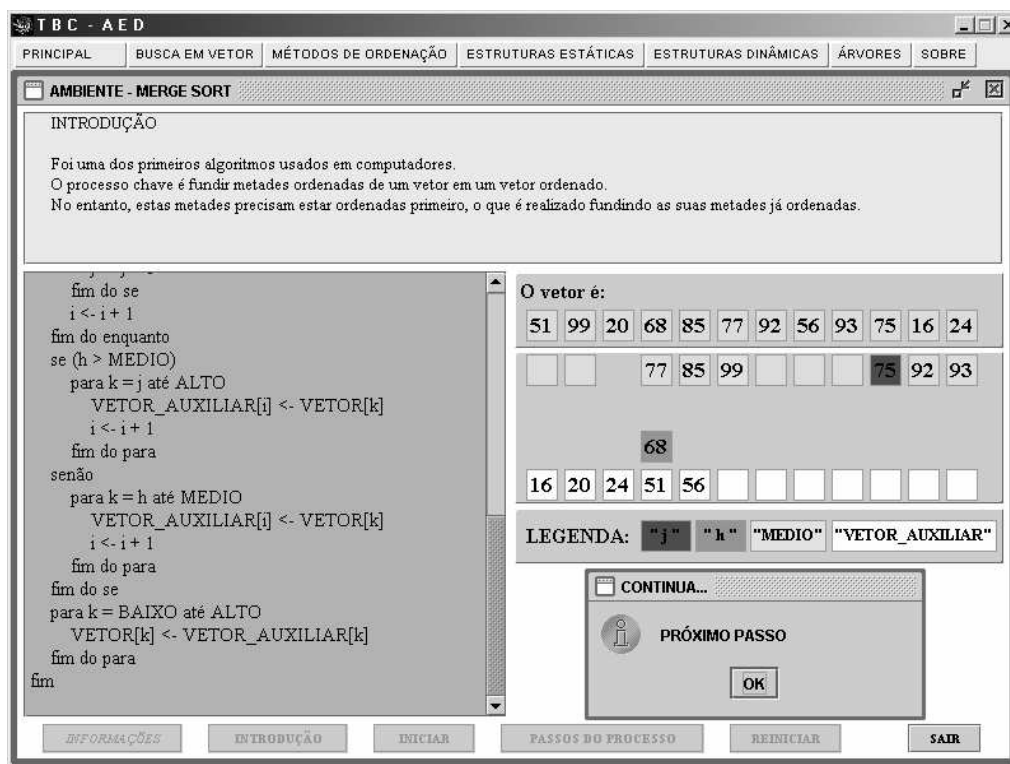 TBC - AED
PRINCIPAL BUSCA EM VETOR MÉTODOS DE ORDENAÇÃO ESTRUTURAS ESTÁTICAS ESTRUTURAS DINÂMICAS ÁRVORES SOBRE
AMBIENTE - MERGE SORT
INTRODUÇÃO
Foi uma dos primeiros algoritmos usados em computadores.
O processo chave é fundir metades ordenadas de um vetor em um vetor ordenado.
No entanto, estas metades precisam estar ordenadas primeiro, o que é realizado fundindo as suas metades já ordenadas.
fim do se
i <- i + 1
fim do enquanto
se (h > MEDIO)
para k = j até ALTO
VETOR_AUXILIAR[i] <- VETOR[k]
i <- i + 1
fim do para
senão
para k = h até MEDIO
VETOR_AUXILIAR[i] <- VETOR[k]
i <- i + 1
fim do para
fim do se
para k = BAIXO até ALTO
VETOR[k] <- VETOR_AUXILIAR[k]
fim do para
fim
O vetor é:
51 99 20 68 85 77 92 56 93 75 16 24
77 85 99 75 92 93
68
16 20 24 51 56
LEGENDA: "j" "h" "MEDIO" "VETOR_AUXILIAR"
CONTINUA...
PRÓXIMO PASSO
OK
INFORMAÇÕES INTRODUÇÃO INICIAR PASSOS DO PROCESSO REINICIAR SAIR